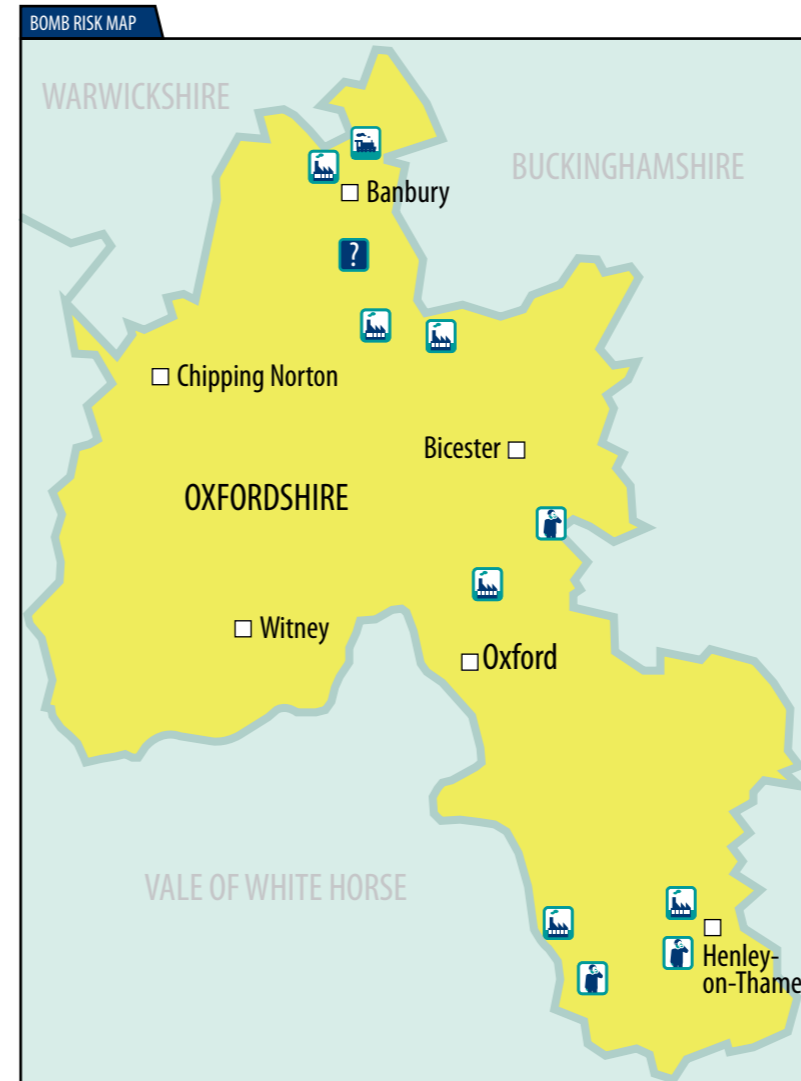 BOMB RISK MAP
WARWICKSHIRE
BUCKINGHAMSHIRE
Banbury
?
Chipping Norton
Bicester
OXFORDSHIRE
Witney
Oxford
VALE OF WHITE HORSE
Henley-
on-Thame